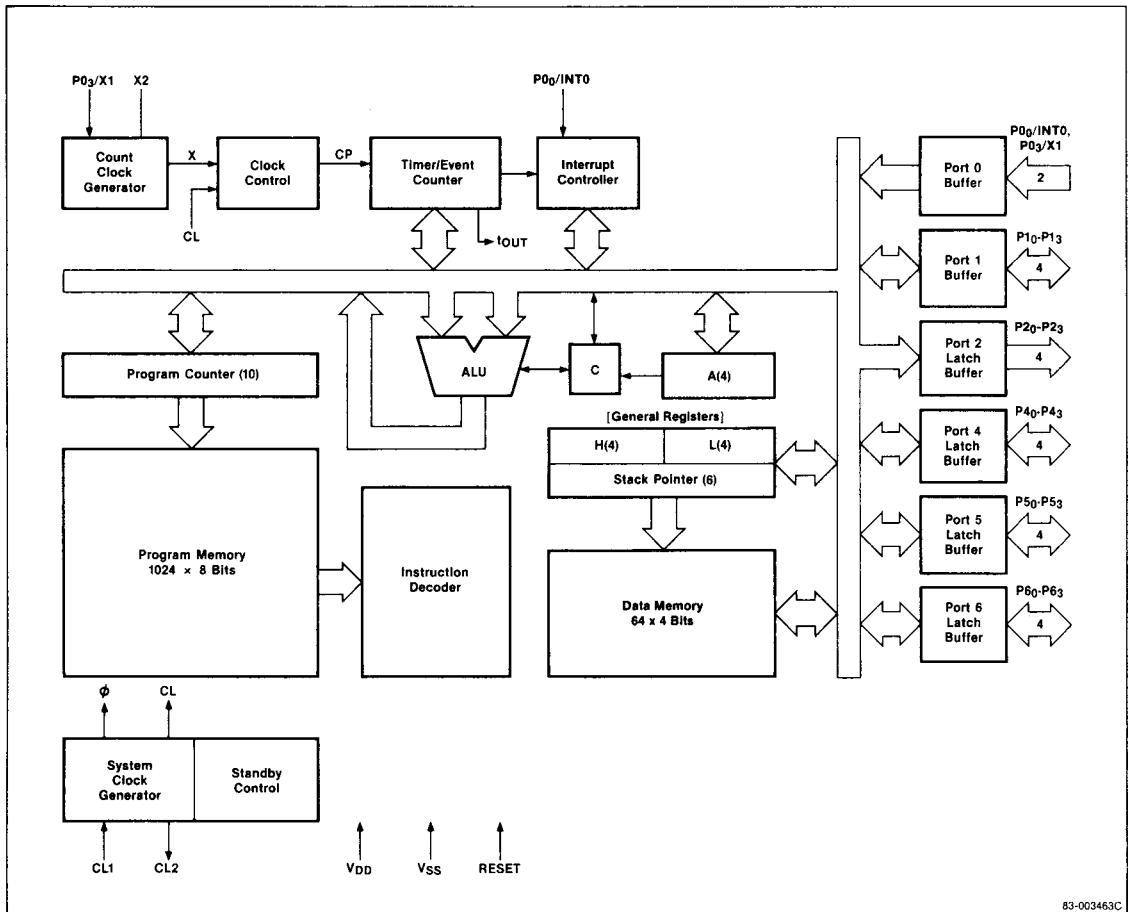 P0₃/X1
X2
P0₀/INT0
Count
Clock
Generator
X
Clock
Control
CP
Timer/Event
Counter
Interrupt
Controller
CL
tOUT
Program Counter (10)
ALU
C
A(4)
[General Registers]
H(4)
L(4)
Stack Pointer (6)
Program Memory
1024 × 8 Bits
Instruction
Decoder
Data Memory
64 x 4 Bits
φ
CL
System
Clock
Generator
Standby
Control
CL1
CL2
VDD
VSS
RESET
Port 0
Buffer
P0₀/INT0,
P0₃/X1
2
Port 1
Buffer
P1₀-P1₃
4
Port 2
Latch
Buffer
P2₀-P2₃
4
Port 4
Latch
Buffer
P4₀-P4₃
4
Port 5
Latch
Buffer
P5₀-P5₃
4
Port 6
Latch
Buffer
P6₀-P6₃
4
83-003463C